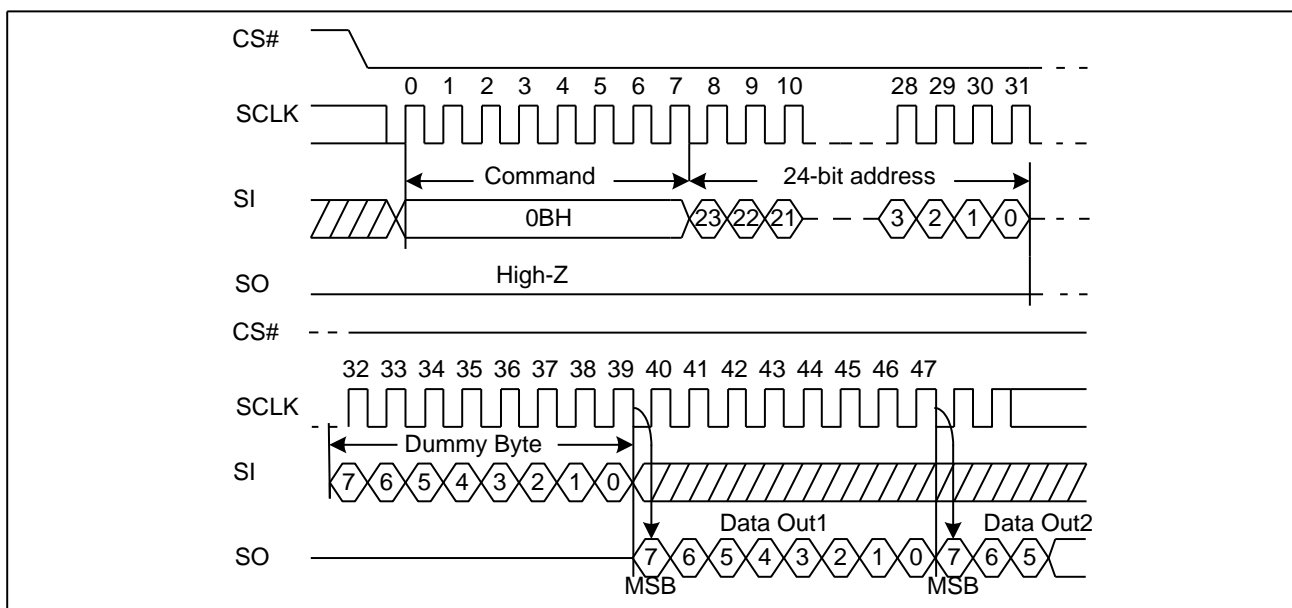 CS#
0 1 2 3 4 5 6 7 8 9 10 28 29 30 31
SCLK
Command 24-bit address
SI
0BH 23 22 21 3 2 1 0
High-Z
SO
CS#
32 33 34 35 36 37 38 39 40 41 42 43 44 45 46 47
SCLK
Dummy Byte
SI
7 6 5 4 3 2 1 0
Data Out1 Data Out2
SO
7 6 5 4 3 2 1 0 7 6 5
MSB MSB